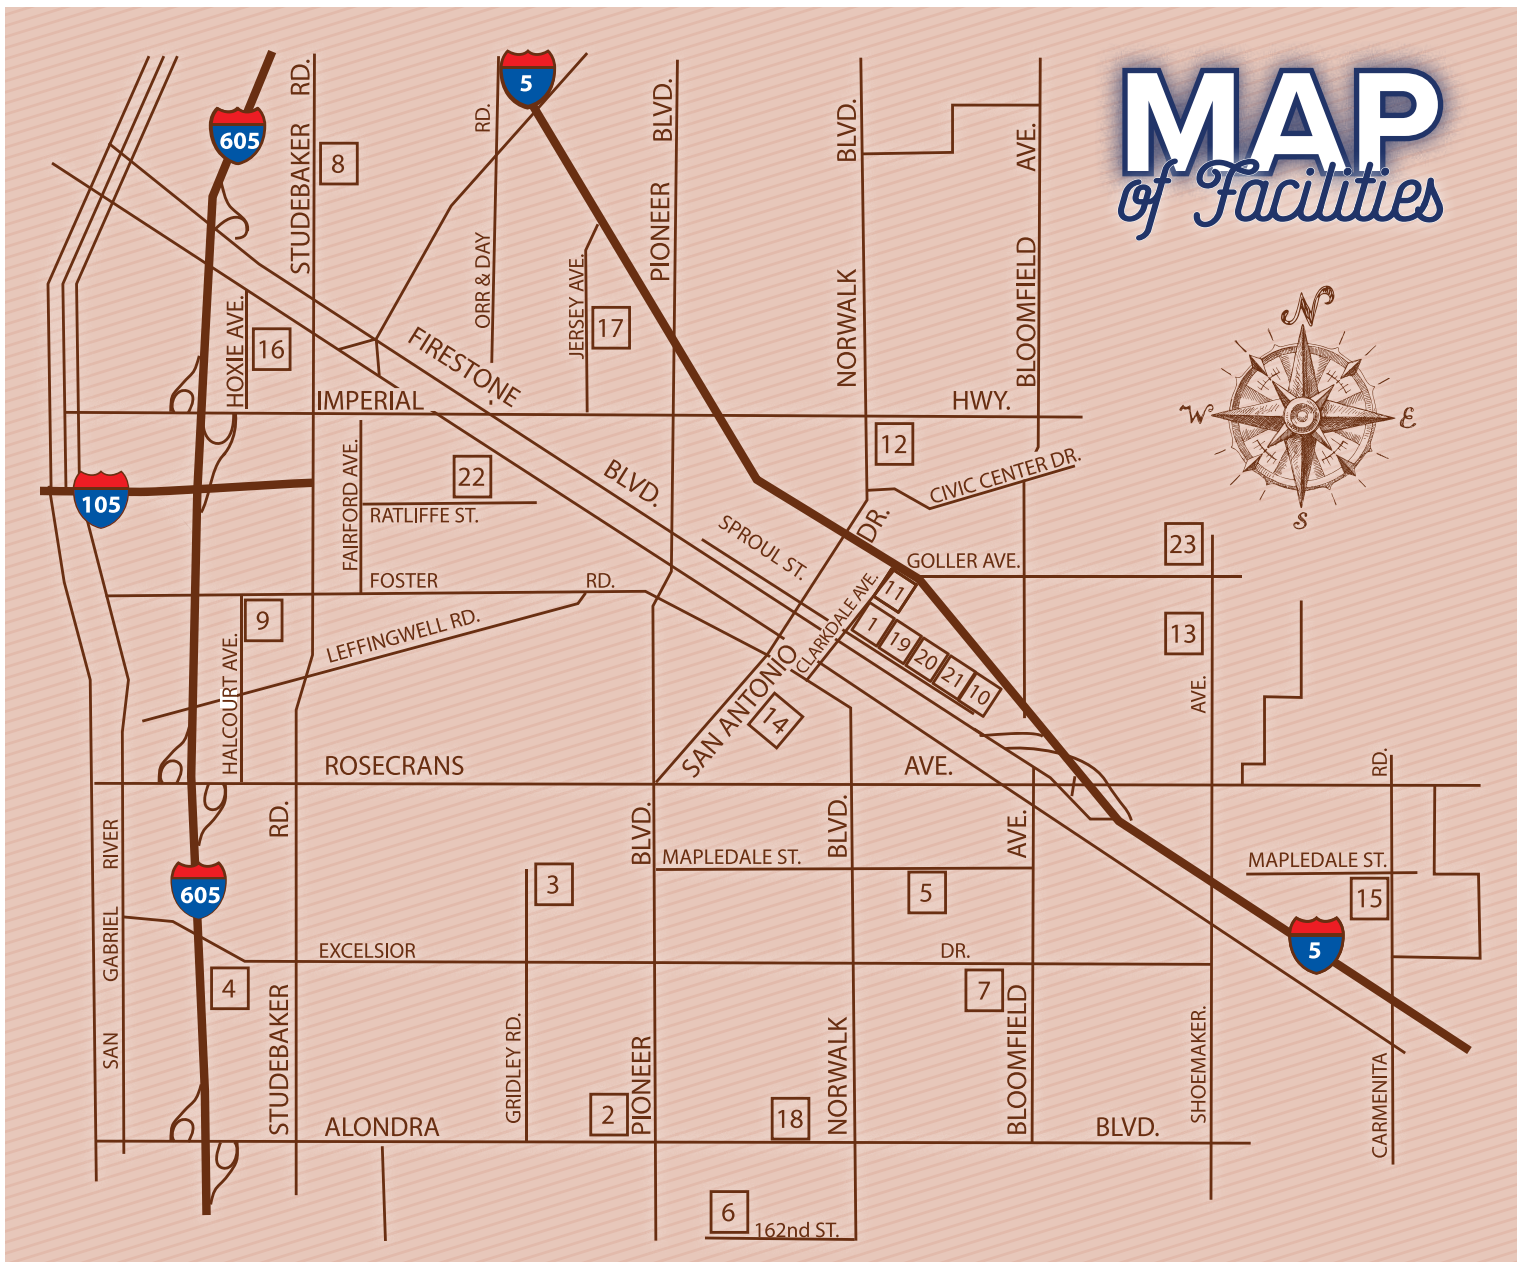 MAP
of Facilities
605
STUDEBAKER RD.
8
5
ORR & DAY RD.
PIONEER BLVD.
NORWALK BLVD.
BLOOMFIELD AVE.
N
W
E
S
HOXIE AVE.
16
JERSEY AVE.
17
FIRESTONE BLVD.
IMPERIAL HWY.
12
CIVIC CENTER DR.
105
FAIRFORD AVE.
22
RATLIFFE ST.
SPROUL ST.
SAN ANTONIO DR.
GOLLER AVE.
23
FOSTER RD.
CLARKDALE AVE.
11
1
19
20
21
10
9
HALCOURT AVE.
LEFFINGWELL RD.
13
14
ROSECRANS AVE.
SAN GABRIEL RIVER
605
STUDEBAKER RD.
3
PIONEER BLVD.
MAPLEDALE ST.
NORWALK BLVD.
5
BLOOMFIELD AVE.
SHOEMAKER. AVE.
MAPLEDALE ST.
15
CARMENITA RD.
5
EXCELSIOR DR.
4
7
GRIDLEY RD.
2
18
ALONDRA BLVD.
6
162nd ST.